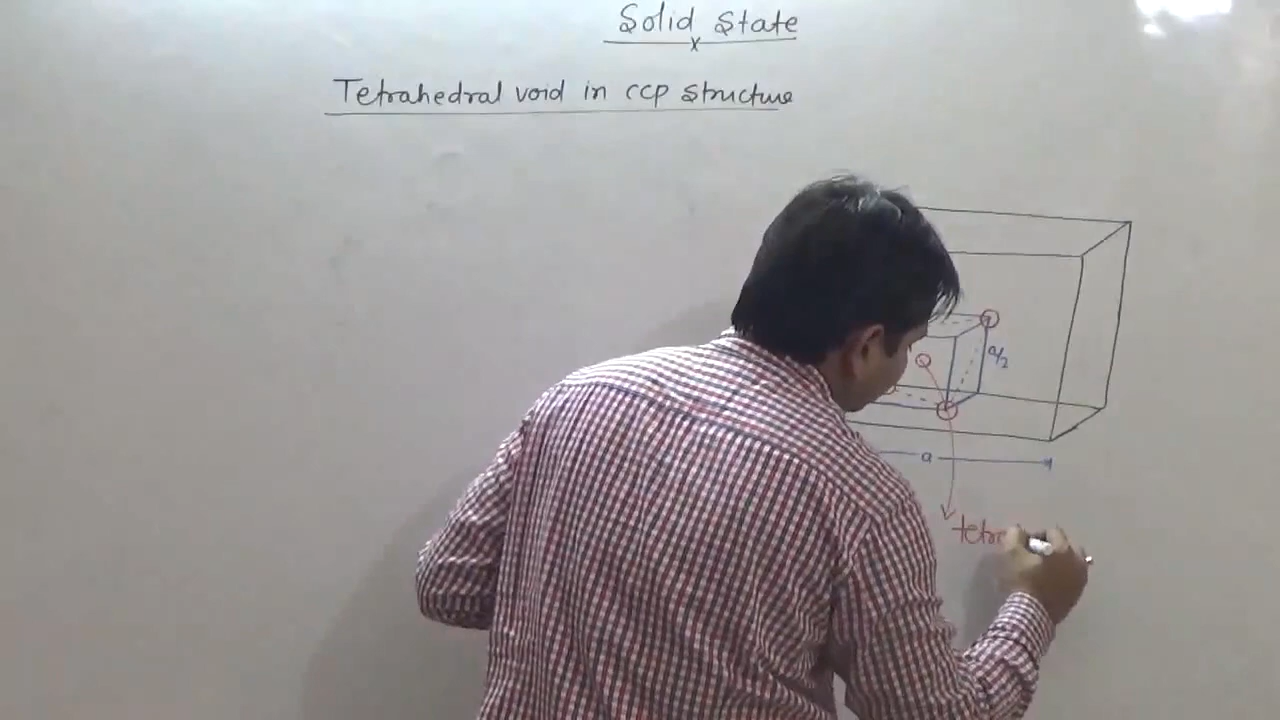 Solid State
x
Tetrahedral void in ccp structure
a/2
a
tetra